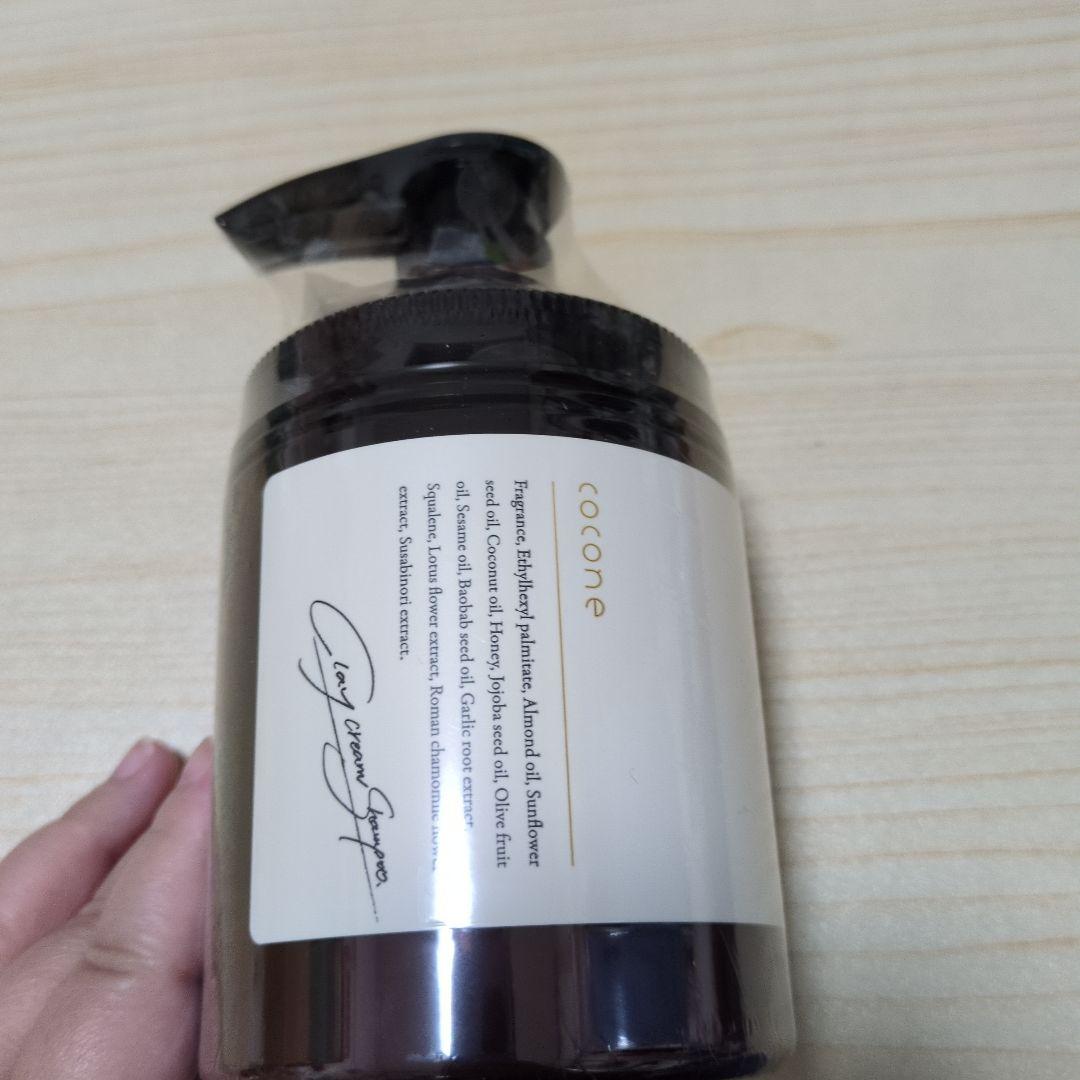 cocone
Fragrance, Ethylhexyl palmitate, Almond oil, Sunflower
seed oil, Coconut oil, Honey, Jojoba seed oil, Olive fruit
oil, Sesame oil, Baobab seed oil, Garlic root extract,
Squalene, Lotus flower extract, Roman chamomile flower
extract, Susabinori extract,
Clay cream Shampoo.